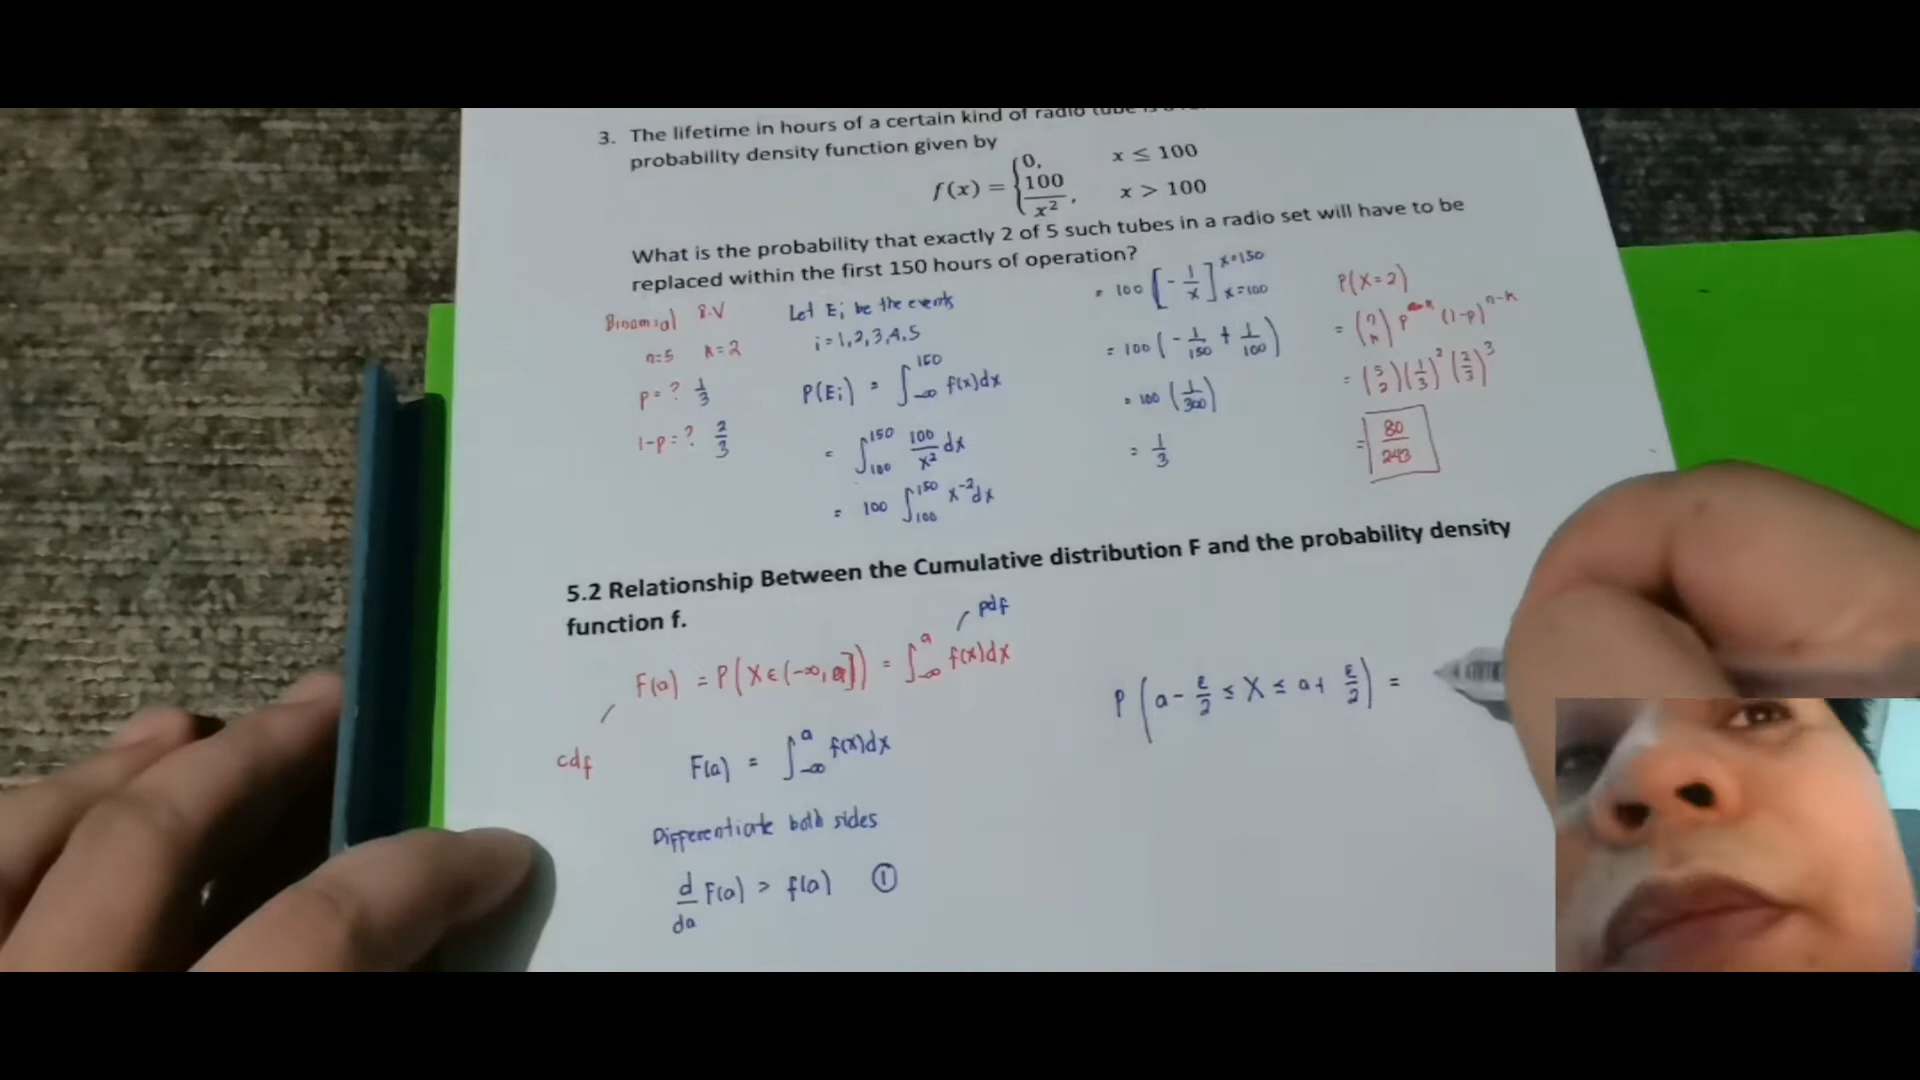 3. The lifetime in hours of a certain kind of radio tube is a
probability density function given by
f(x) = { 0, x ≤ 100
100/x², x > 100
What is the probability that exactly 2 of 5 such tubes in a radio set will have to be
replaced within the first 150 hours of operation?
Binomial R.V
n=5 k=2
p=? 1/3
1-p=? 2/3
Let Eᵢ be the events
i=1,2,3,4,5
P(Eᵢ) = ∫_{-∞}^{150} f(x)dx
= ∫_{100}^{150} 100/x² dx
= 100 ∫_{100}^{150} x⁻²dx
= 100 [-1/x]_{x=100}^{x=150}
= 100 (-1/150 + 1/100)
= 100 (1/300)
= 1/3
P(X=2)
= (n k) p (1-p)^{n-k}
= (5 2)(1/3)²(2/3)³
= 80/243
5.2 Relationship Between the Cumulative distribution F and the probability density
function f.
pdf
F(a) = P(X∈(-∞,a]) = ∫_{-∞}^{a} f(x)dx
cdf
F(a) = ∫_{-∞}^{a} f(x)dx
Differentiate both sides
d/da F(a) = f(a) ①
P(a - ε/2 ≤ X ≤ a + ε/2) =